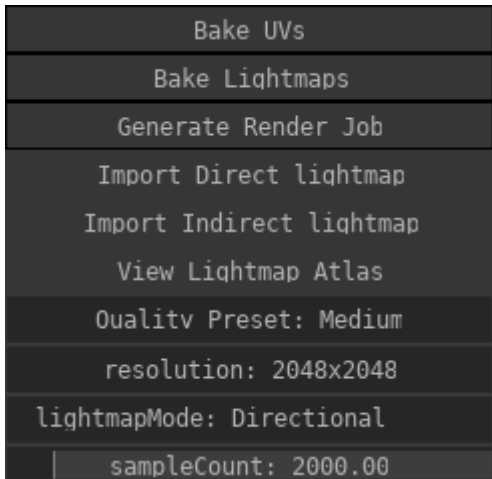 Bake UVs
Bake Lightmaps
Generate Render Job
Import Direct lightmap
Import Indirect lightmap
View Lightmap Atlas
Quality Preset: Medium
resolution: 2048x2048
lightmapMode: Directional
sampleCount: 2000.00